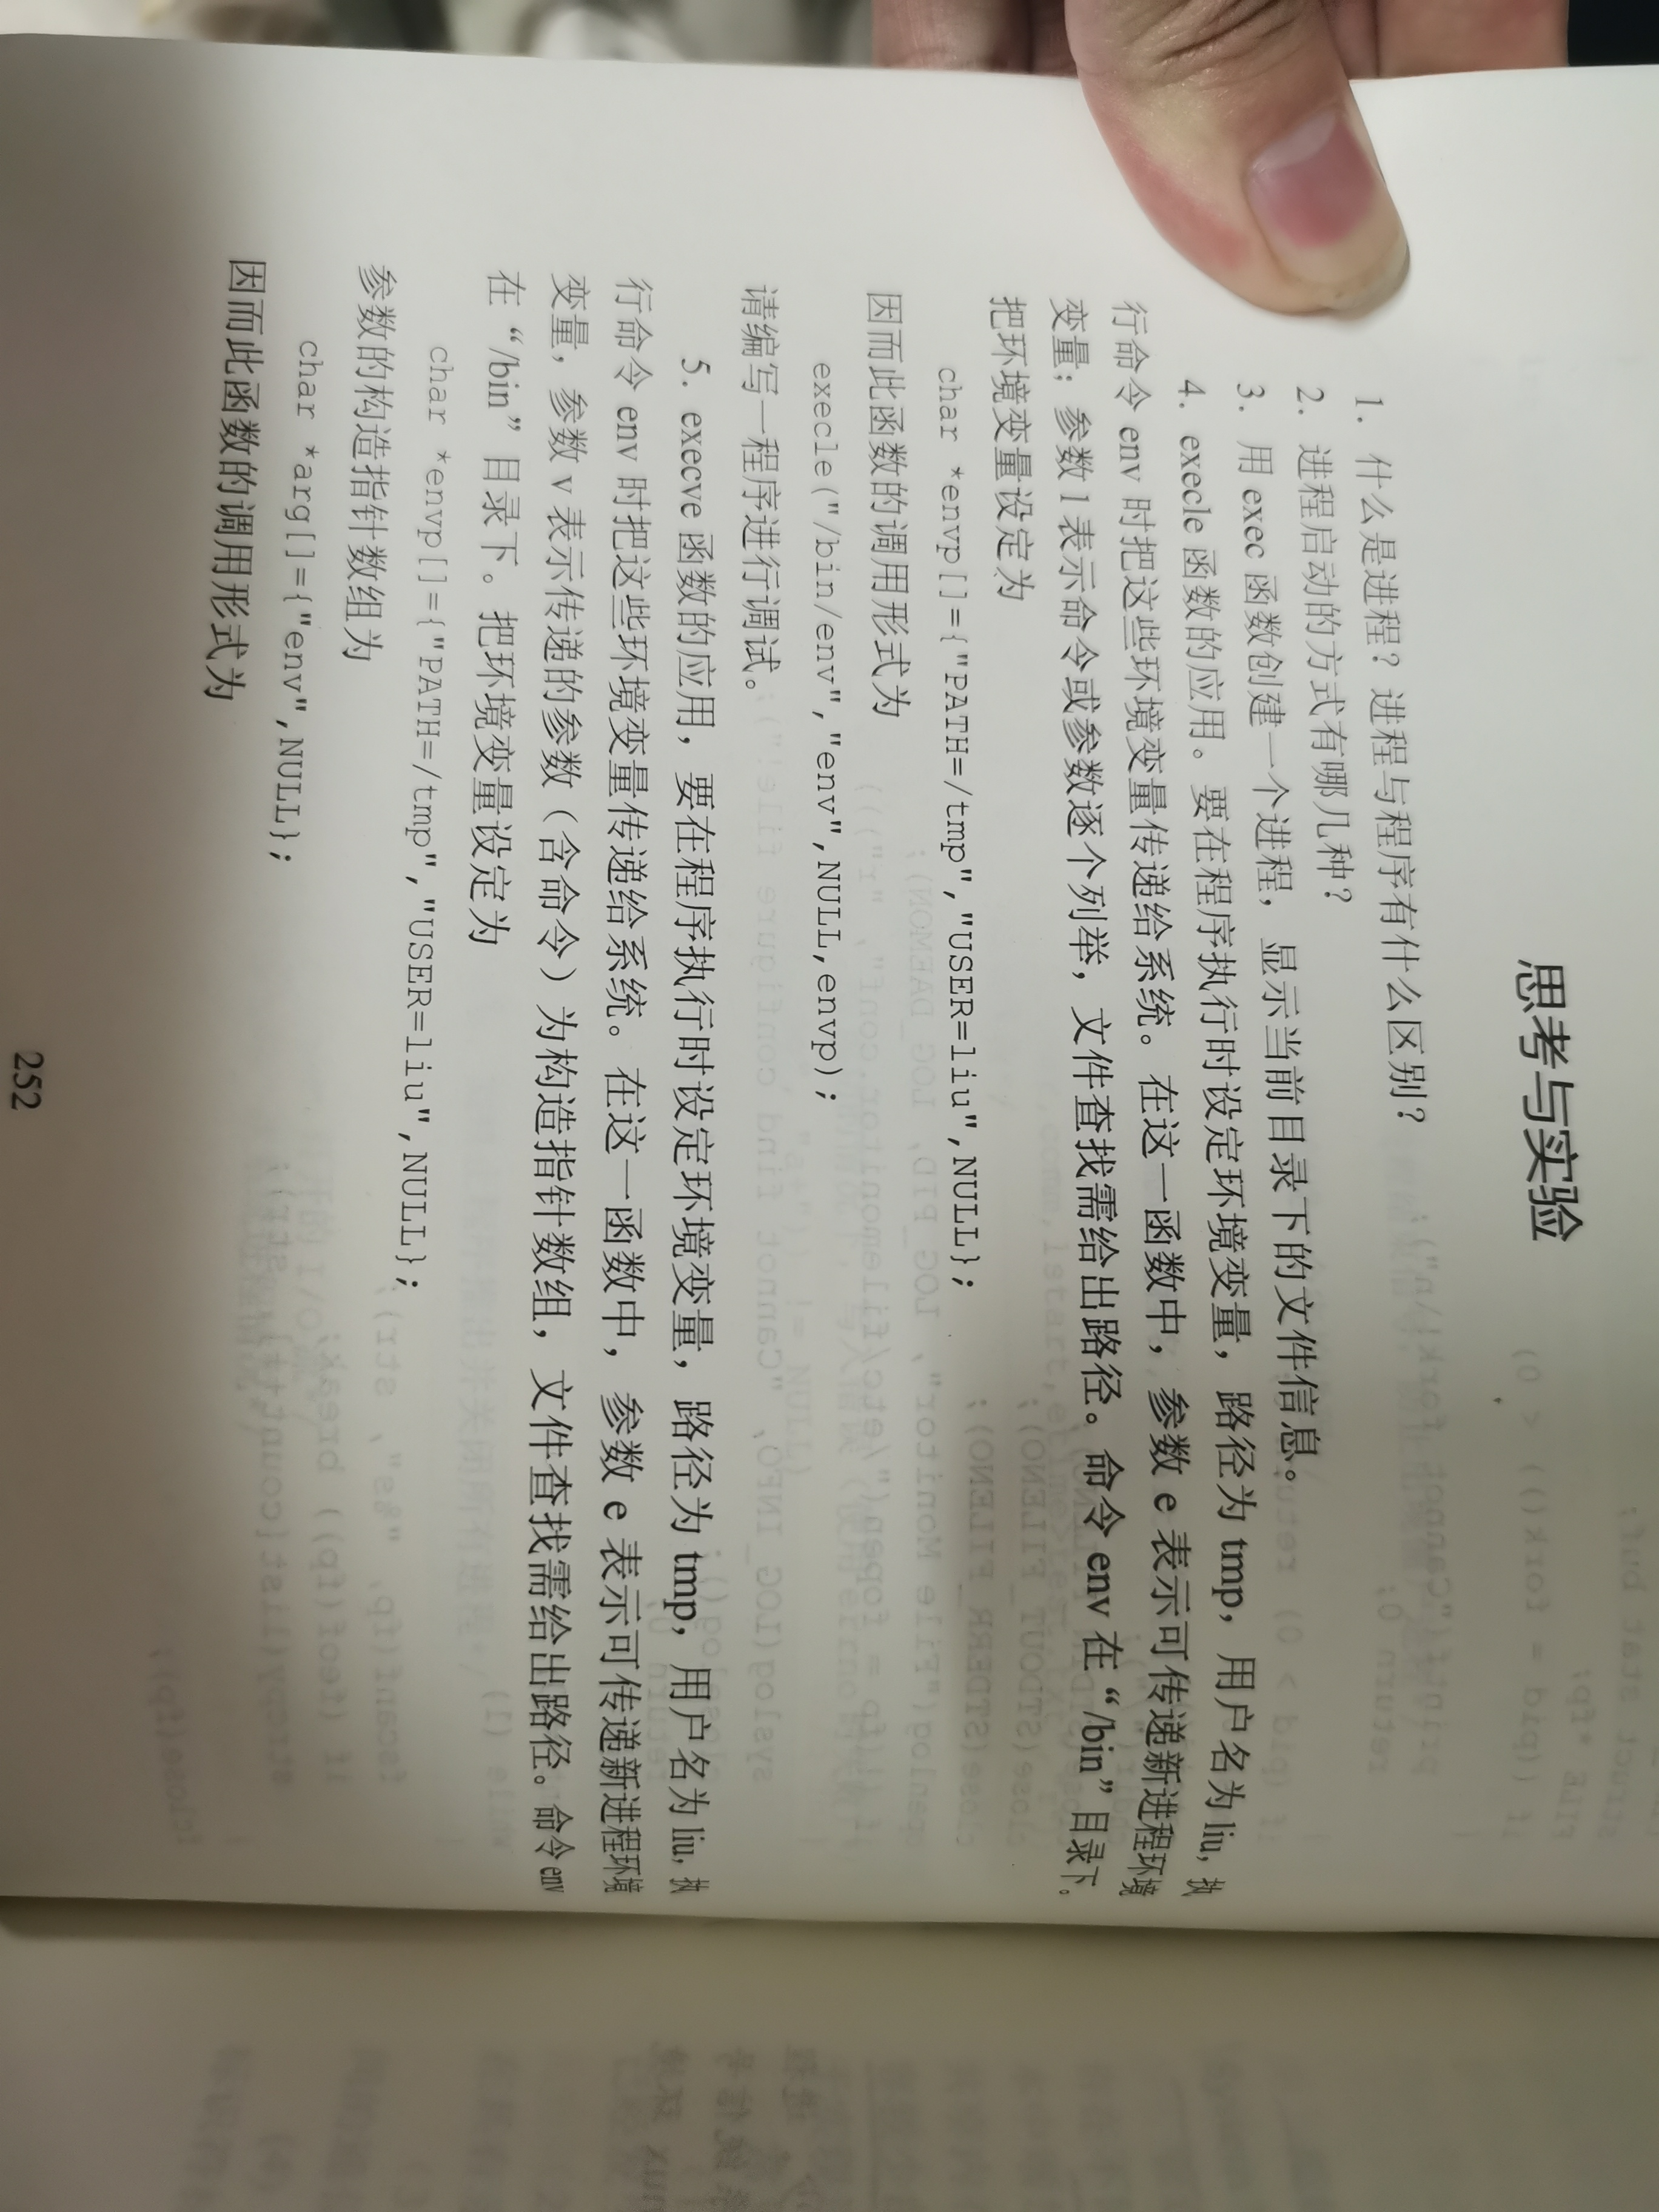 思考与实验
1. 什么是进程？进程与程序有什么区别？
2. 进程启动的方式有哪几种？
3. 用 exec 函数创建一个进程，显示当前目录下的文件信息。
4. execle 函数的应用。要在程序执行时设定环境变量，路径为 tmp，用户名为 liu，执
行命令 env 时把这些环境变量传递给系统。在这一函数中，参数 e 表示可传递新进程环境
变量；参数 l 表示命令或参数逐个列举，文件查找需给出路径。命令 env 在“/bin”目录下。
把环境变量设定为
char *envp[]={"PATH=/tmp","USER=liu",NULL};
因而此函数的调用形式为
execle("/bin/env","env",NULL,envp);
请编写一程序进行调试。
5. execve 函数的应用，要在程序执行时设定环境变量，路径为 tmp，用户名为 liu，执
行命令 env 时把这些环境变量传递给系统。在这一函数中，参数 e 表示可传递新进程环境
变量，参数 v 表示传递的参数（含命令）为构造指针数组，文件查找需给出路径。命令 env
在“/bin”目录下。把环境变量设定为
char *envp[]={"PATH=/tmp","USER=liu",NULL};
参数的构造指针数组为
char *arg[]={"env",NULL};
因而此函数的调用形式为
252